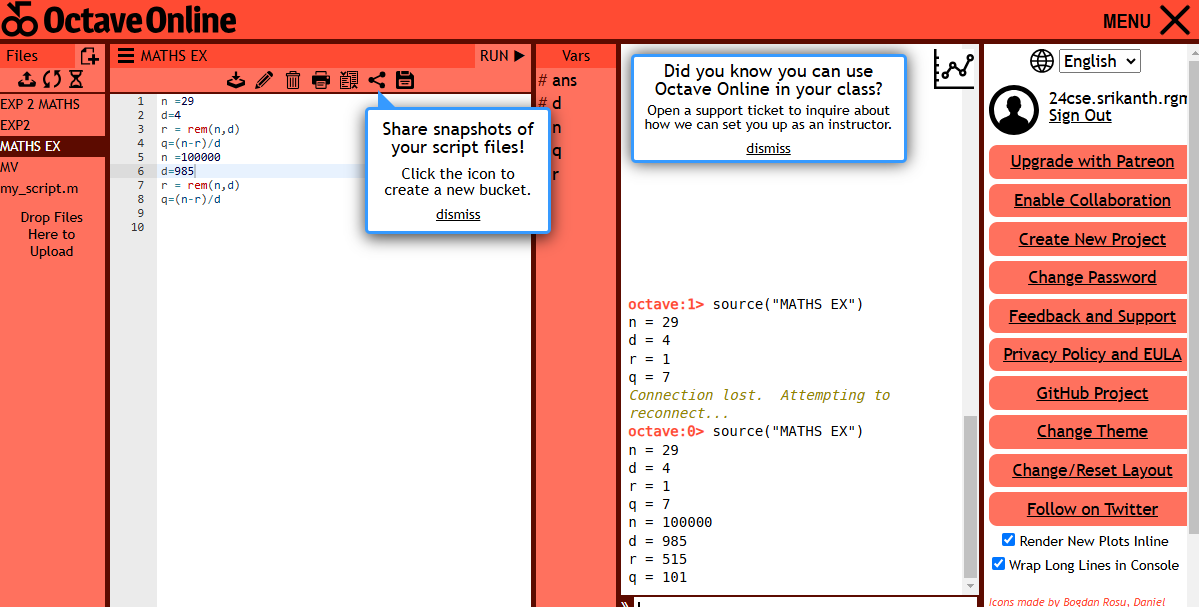 Octave Online
MENU
Files
MATHS EX
RUN
Vars
EXP 2 MATHS
EXP2
MATHS EX
MV
my_script.m
Drop Files
Here to
Upload
1 n =29
2 d=4
3 r = rem(n,d)
4 q=(n-r)/d
5 n =100000
6 d=985
7 r = rem(n,d)
8 q=(n-r)/d
9
10
Share snapshots of
your script files!
Click the icon to
create a new bucket.
dismiss
# ans
# d
n
q
r
Did you know you can use
Octave Online in your class?
Open a support ticket to inquire about
how we can set you up as an instructor.
dismiss
octave:1> source("MATHS EX")
n = 29
d = 4
r = 1
q = 7
Connection lost. Attempting to
reconnect...
octave:0> source("MATHS EX")
n = 29
d = 4
r = 1
q = 7
n = 100000
d = 985
r = 515
q = 101
English
24cse.srikanth.rgm
Sign Out
Upgrade with Patreon
Enable Collaboration
Create New Project
Change Password
Feedback and Support
Privacy Policy and EULA
GitHub Project
Change Theme
Change/Reset Layout
Follow on Twitter
Render New Plots Inline
Wrap Long Lines in Console
Icons made by Bogdan Rosu, Daniel